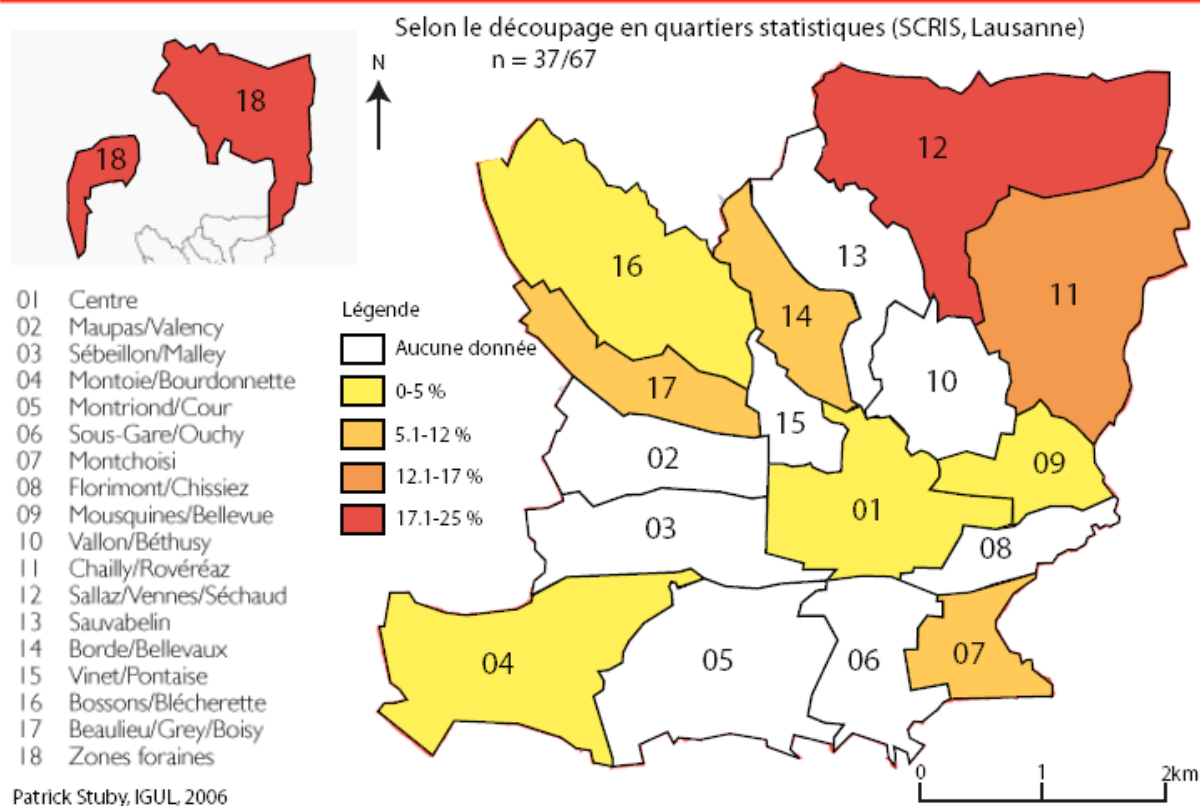 Selon le découpage en quartiers statistiques (SCRIS, Lausanne)
n = 37/67
N
18
18
12
13
16
11
14
10
17
15
02
09
01
03
08
04
05
06
07
01 Centre
02 Maupas/Valency
03 Sébeillon/Malley
04 Montoie/Bourdonnette
05 Montriond/Cour
06 Sous-Gare/Ouchy
07 Montchoisi
08 Florimont/Chissiez
09 Mousquines/Bellevue
10 Vallon/Béthusy
11 Chailly/Rovéréaz
12 Sallaz/Vennes/Séchaud
13 Sauvabelin
14 Borde/Bellevaux
15 Vinet/Pontaise
16 Bossons/Blécherette
17 Beaulieu/Grey/Boisy
18 Zones foraines
Légende
Aucune donnée
0-5 %
5.1-12 %
12.1-17 %
17.1-25 %
0 1 2km
Patrick Stuby, IGUL, 2006